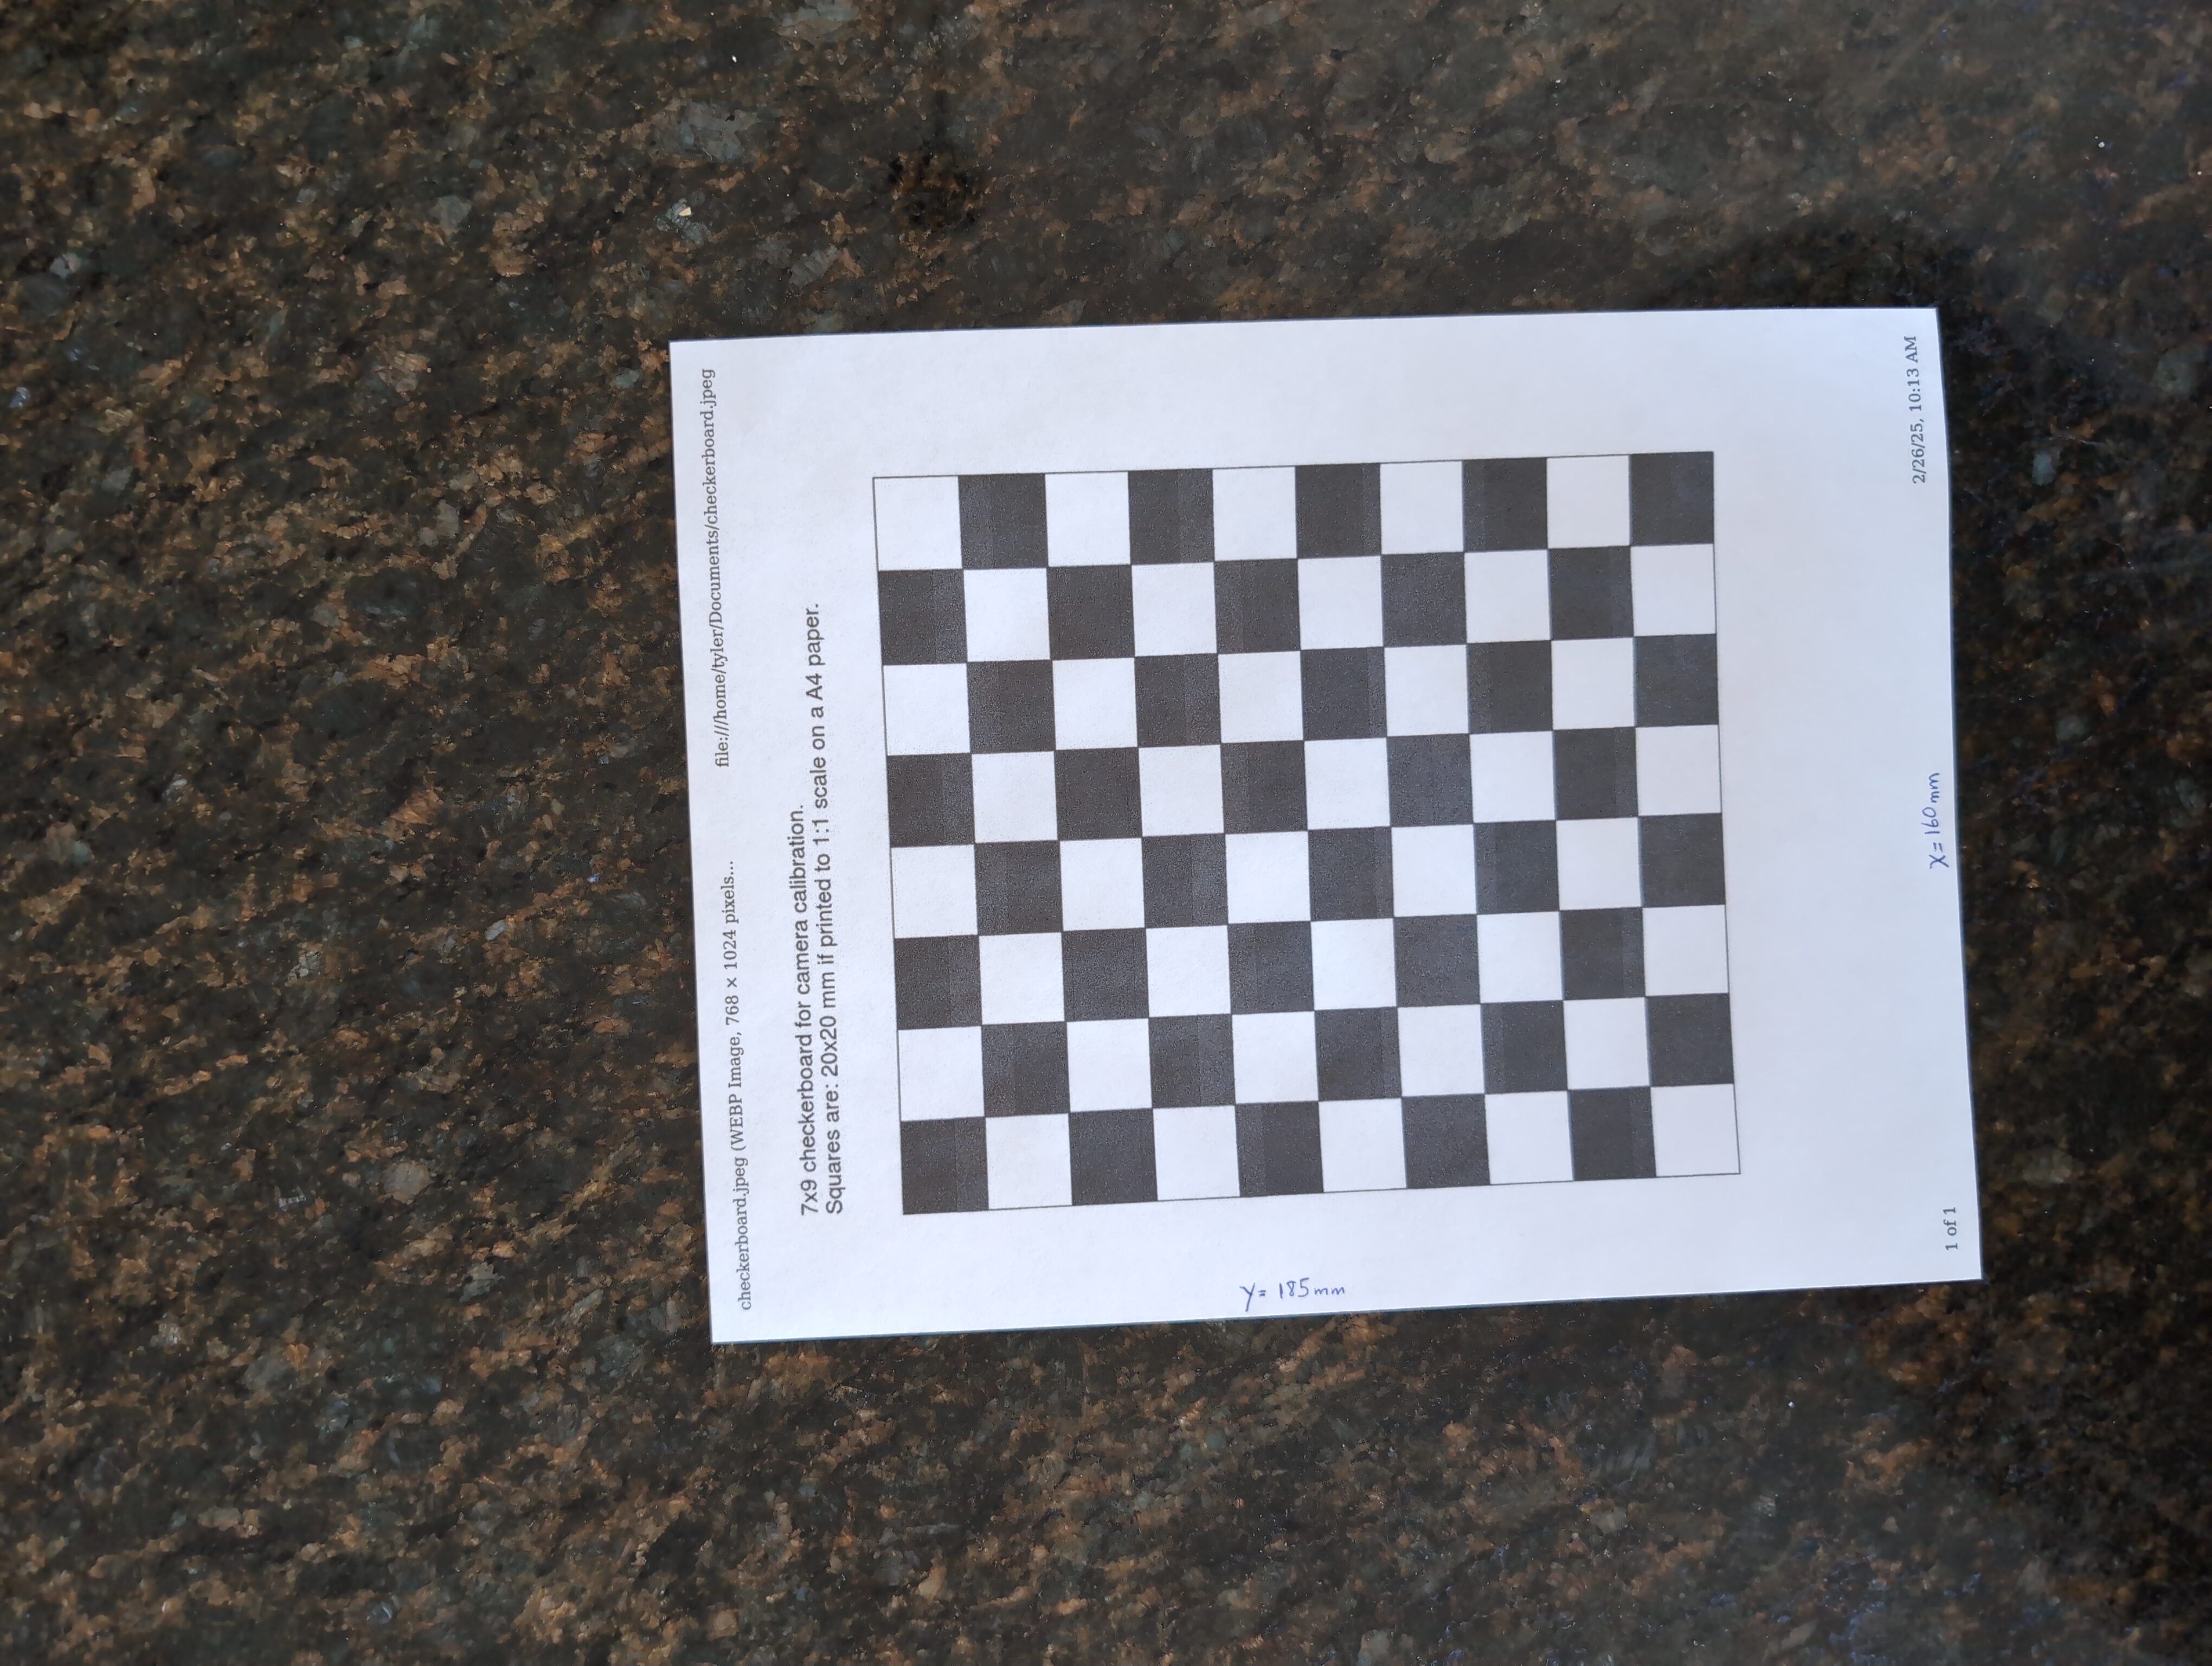 checkerboard.jpeg (WEBP Image, 768 × 1024 pixels...
file:///home/tyler/Documents/checkerboard.jpeg
7x9 checkerboard for camera calibration.
Squares are: 20x20 mm if printed to 1:1 scale on a A4 paper.
Y= 185mm
X=160mm
1 of 1
2/26/25, 10:13 AM